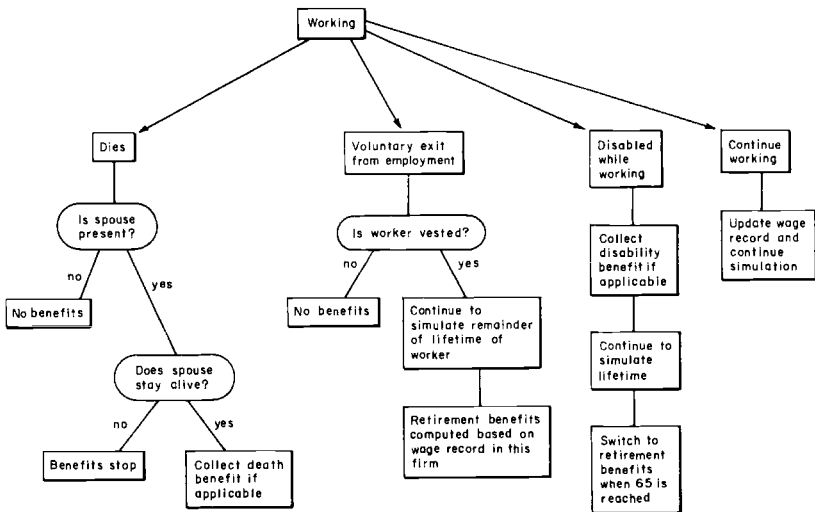 Working
Dies
Voluntary exit
from employment
Disabled
while
working
Continue
working
Is spouse
present?
Is worker vested?
Collect
disability
benefit if
applicable
Update wage
record and
continue
simulation
no
yes
no
yes
No benefits
No benefits
Continue to
simulate remainder
of lifetime of
worker
Continue to
simulate
lifetime
Does spouse
stay alive?
no
yes
Benefits stop
Collect death
benefit if
applicable
Retirement benefits
computed based on
wage record in this
firm
Switch to
retirement
benefits
when 65 is
reached